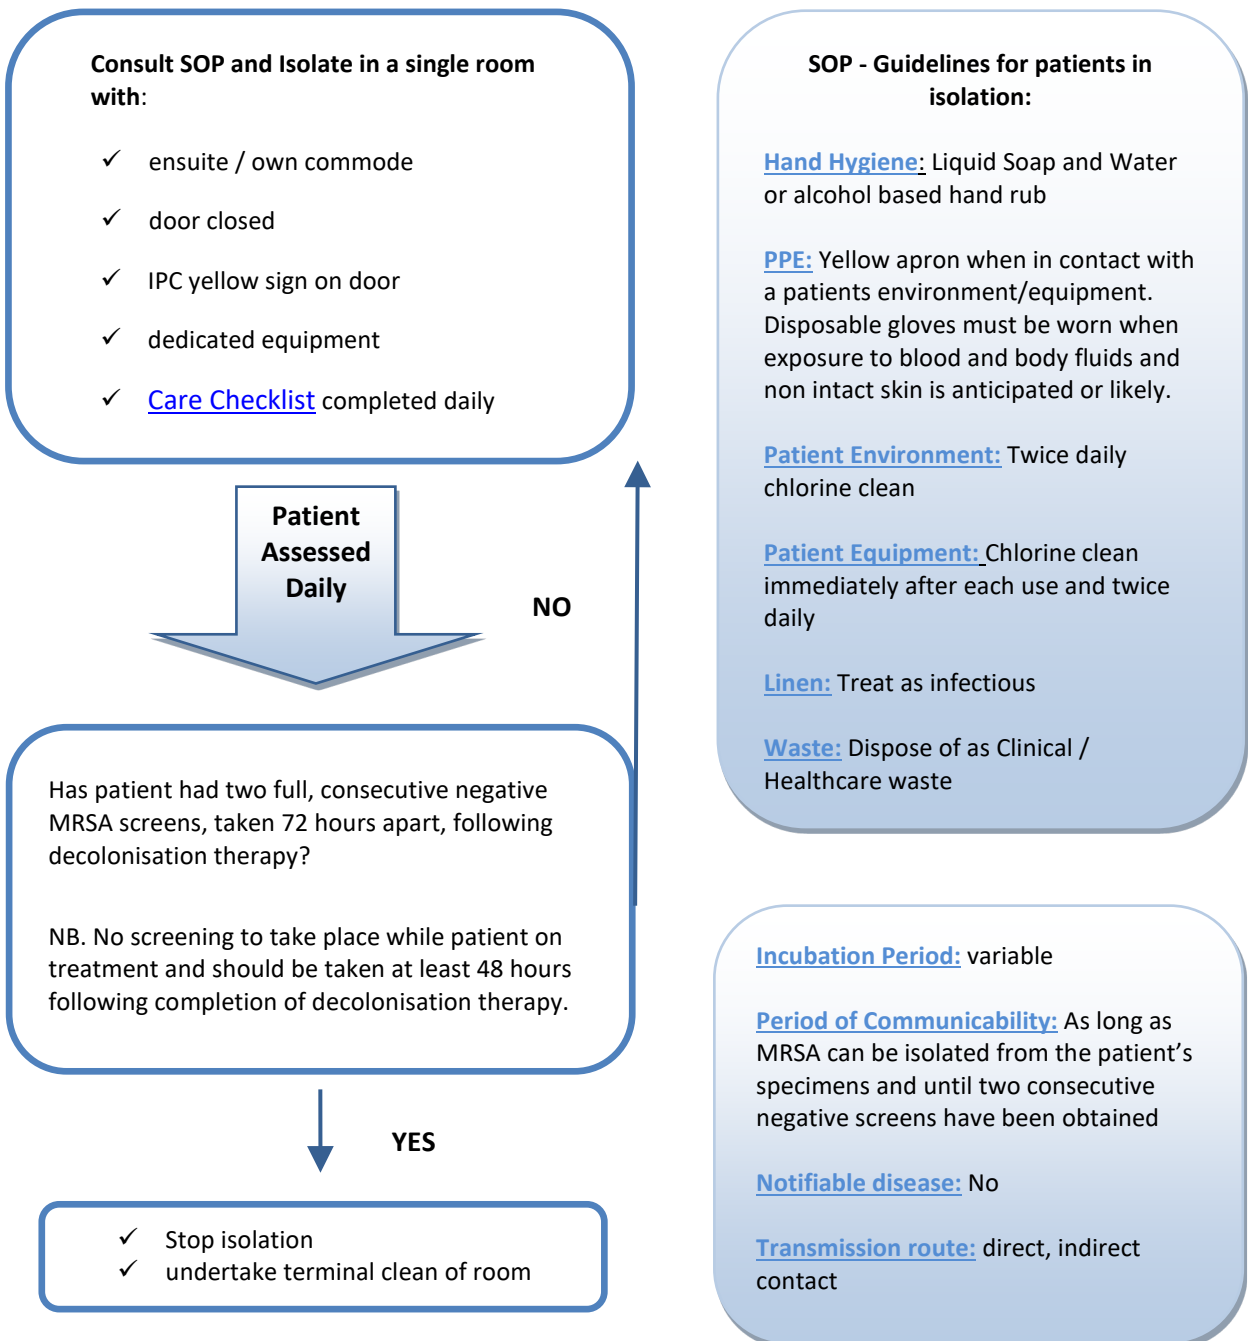 Consult SOP and Isolate in a single room
with:
✓ ensuite / own commode
✓ door closed
✓ IPC yellow sign on door
✓ dedicated equipment
✓ Care Checklist completed daily
Patient
Assessed
Daily
NO
Has patient had two full, consecutive negative
MRSA screens, taken 72 hours apart, following
decolonisation therapy?
NB. No screening to take place while patient on
treatment and should be taken at least 48 hours
following completion of decolonisation therapy.
YES
✓ Stop isolation
✓ undertake terminal clean of room
SOP - Guidelines for patients in
isolation:
Hand Hygiene: Liquid Soap and Water
or alcohol based hand rub
PPE: Yellow apron when in contact with
a patients environment/equipment.
Disposable gloves must be worn when
exposure to blood and body fluids and
non intact skin is anticipated or likely.
Patient Environment: Twice daily
chlorine clean
Patient Equipment: Chlorine clean
immediately after each use and twice
daily
Linen: Treat as infectious
Waste: Dispose of as Clinical /
Healthcare waste
Incubation Period: variable
Period of Communicability: As long as
MRSA can be isolated from the patient’s
specimens and until two consecutive
negative screens have been obtained
Notifiable disease: No
Transmission route: direct, indirect
contact